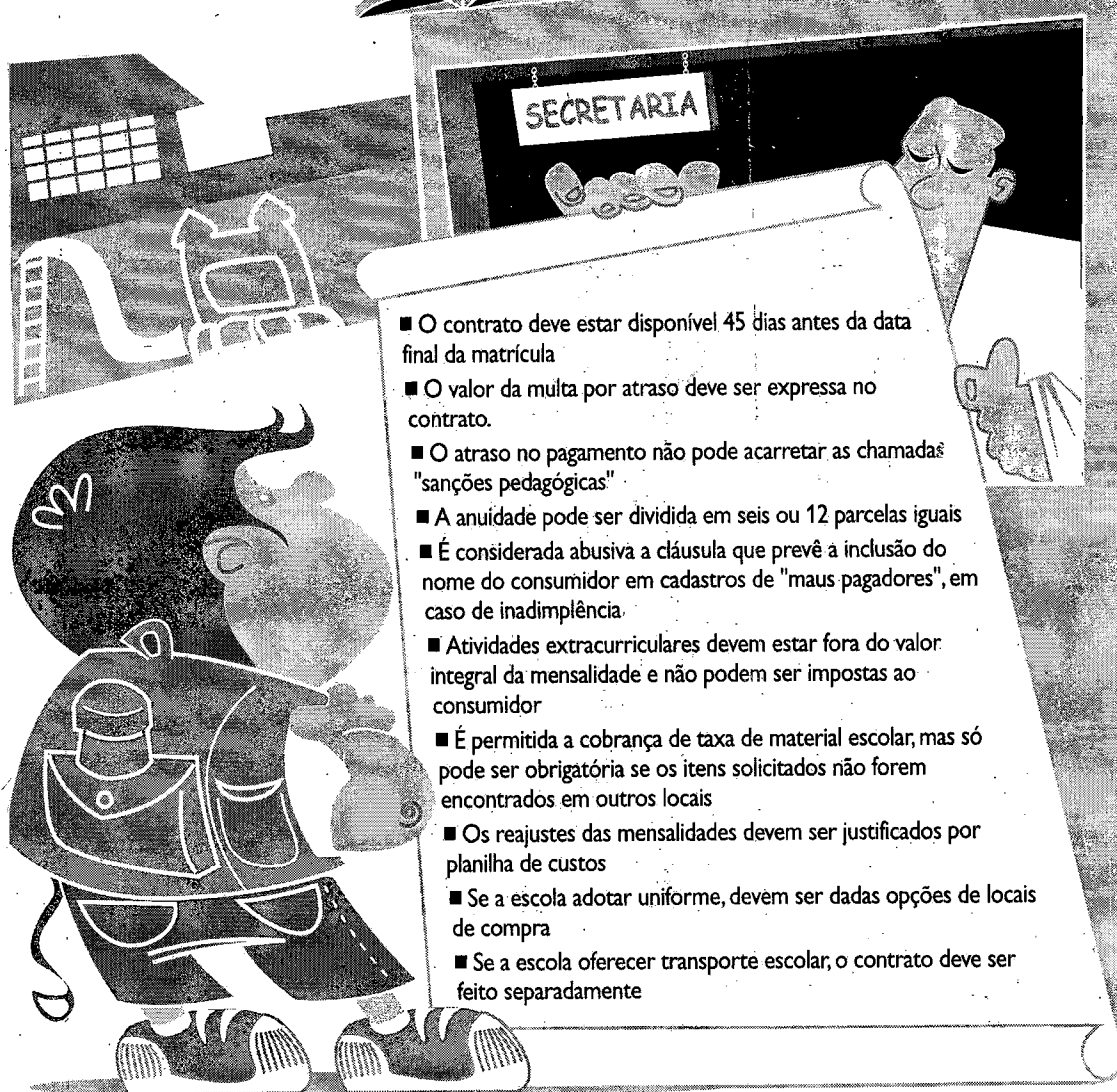 SECRETARIA
■ O contrato deve estar disponível 45 dias antes da data
final da matrícula
■ O valor da multa por atraso deve ser expressa no
contrato.
■ O atraso no pagamento não pode acarretar as chamadas
"sanções pedagógicas"
■ A anuidade pode ser dividida em seis ou 12 parcelas iguais
■ É considerada abusiva a cláusula que prevê a inclusão do
nome do consumidor em cadastros de "maus pagadores", em
caso de inadimplência
■ Atividades extracurriculares devem estar fora do valor
integral da mensalidade e não podem ser impostas ao
consumidor
■ É permitida a cobrança de taxa de material escolar, mas só
pode ser obrigatória se os itens solicitados não forem
encontrados em outros locais
■ Os reajustes das mensalidades devem ser justificados por
planilha de custos
■ Se a escola adotar uniforme, devem ser dadas opções de locais
de compra
■ Se a escola oferecer transporte escolar, o contrato deve ser
feito separadamente